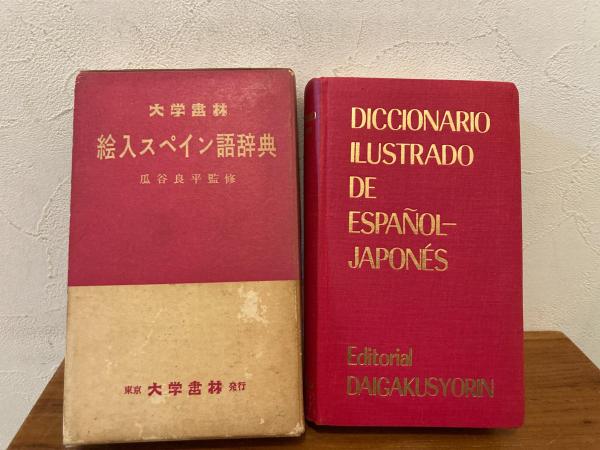 大学書林
絵入スペイン語辞典
瓜谷良平監修
東京 大学書林 発行
DICCIONARIO
ILUSTRADO
DE
ESPAÑOL–
JAPONÉS
Editorial
DAIGAKUSYORIN